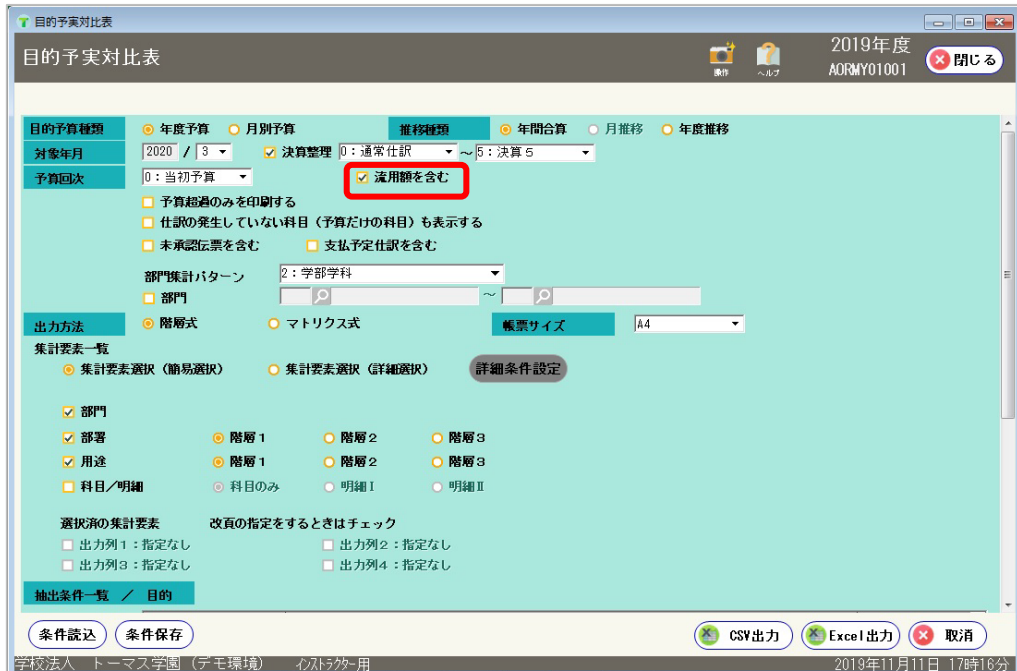 目的予実対比表
目的予実対比表 操作 ヘルプ 2019年度 AORMY01001 閉じる
目的予算種類 年度予算 月別予算 推移種類 年間合算 月推移 年度推移
対象年月 2020 / 3 決算整理 0:通常仕訳 ～ 5:決算5
予算回次 0:当初予算 流用額を含む
予算超過のみを印刷する
仕訳の発生していない科目（予算だけの科目）も表示する
未承認伝票を含む 支払予定仕訳を含む
部門集計パターン 2:学部学科
部門 ～
出力方法 階層式 マトリクス式 帳票サイズ A4
集計要素一覧
集計要素選択（簡易選択） 集計要素選択（詳細選択） 詳細条件設定
部門
部署 階層1 階層2 階層3
用途 階層1 階層2 階層3
科目/明細 科目のみ 明細Ⅰ 明細Ⅱ
選択済の集計要素 改頁の指定をするときはチェック
出力列1:指定なし 出力列2:指定なし
出力列3:指定なし 出力列4:指定なし
抽出条件一覧 / 目的
条件読込 条件保存 CSV出力 Excel出力 取消
学校法人 トーマス学園（デモ環境） インストラクター用 2019年11月11日 17時16分